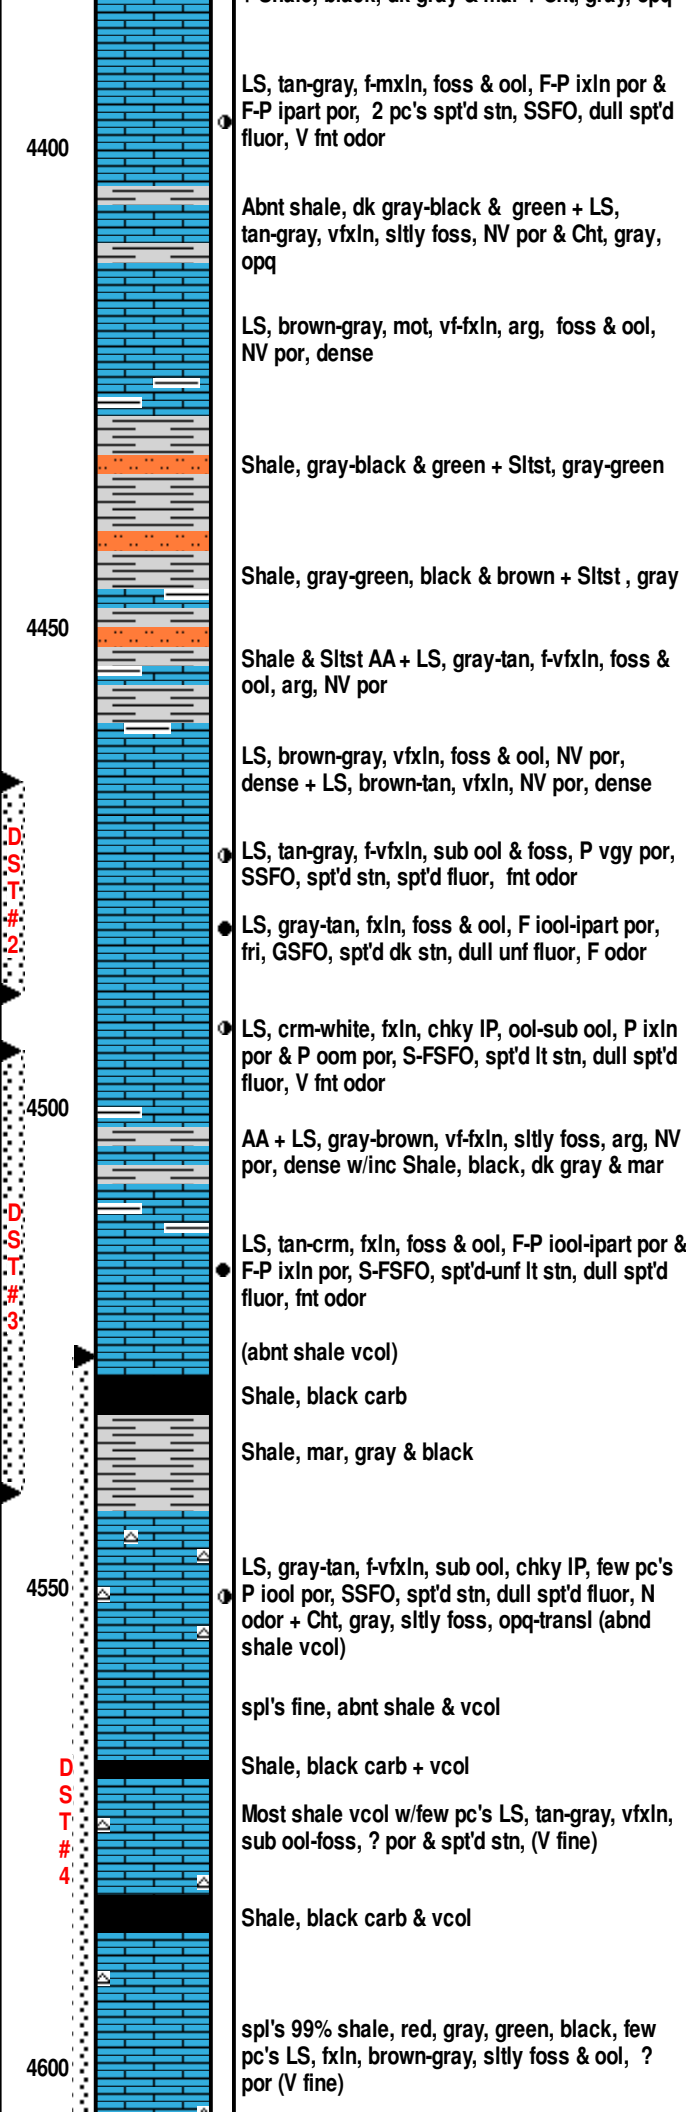 LS, tan-gray, f-mxln, foss & ool, F-P ixln por &
F-P ipart por, 2 pc's spt'd stn, SSFO, dull spt'd
fluor, V fnt odor
4400
Abnt shale, dk gray-black & green + LS,
tan-gray, vfxln, sltly foss, NV por & Cht, gray,
opq
LS, brown-gray, mot, vf-fxln, arg, foss & ool,
NV por, dense
Shale, gray-black & green + Sltst, gray-green
Shale, gray-green, black & brown + Sltst , gray
4450
Shale & Sltst AA + LS, gray-tan, f-vfxln, foss &
ool, arg, NV por
LS, brown-gray, vfxln, foss & ool, NV por,
dense + LS, brown-tan, vfxln, NV por, dense
DST#2
LS, tan-gray, f-vfxln, sub ool & foss, P vgy por,
SSFO, spt'd stn, spt'd fluor, fnt odor
LS, gray-tan, fxln, foss & ool, F iool-ipart por,
fri, GSFO, spt'd dk stn, dull unf fluor, F odor
LS, crm-white, fxln, chky IP, ool-sub ool, P ixln
por & P oom por, S-FSFO, spt'd lt stn, dull spt'd
fluor, V fnt odor
4500
AA + LS, gray-brown, vf-fxln, sltly foss, arg, NV
por, dense w/inc Shale, black, dk gray & mar
DST#3
LS, tan-crm, fxln, foss & ool, F-P iool-ipart por &
F-P ixln por, S-FSFO, spt'd-unf lt stn, dull spt'd
fluor, fnt odor
(abnt shale vcol)
Shale, black carb
Shale, mar, gray & black
4550
LS, gray-tan, f-vfxln, sub ool, chky IP, few pc's
P iool por, SSFO, spt'd stn, dull spt'd fluor, N
odor + Cht, gray, sltly foss, opq-transl (abnd
shale vcol)
spl's fine, abnt shale & vcol
DST#4
Shale, black carb + vcol
Most shale vcol w/few pc's LS, tan-gray, vfxln,
sub ool-foss, ? por & spt'd stn, (V fine)
Shale, black carb & vcol
spl's 99% shale, red, gray, green, black, few
pc's LS, fxln, brown-gray, sltly foss & ool, ?
por (V fine)
4600